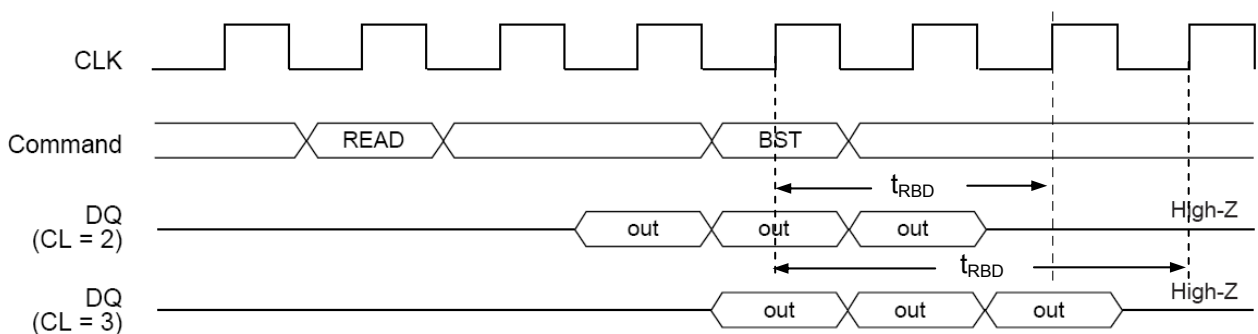 CLK
Command READ BST
tRBD
DQ
(CL = 2) out out out High-Z
tRBD
DQ
(CL = 3) out out out High-Z